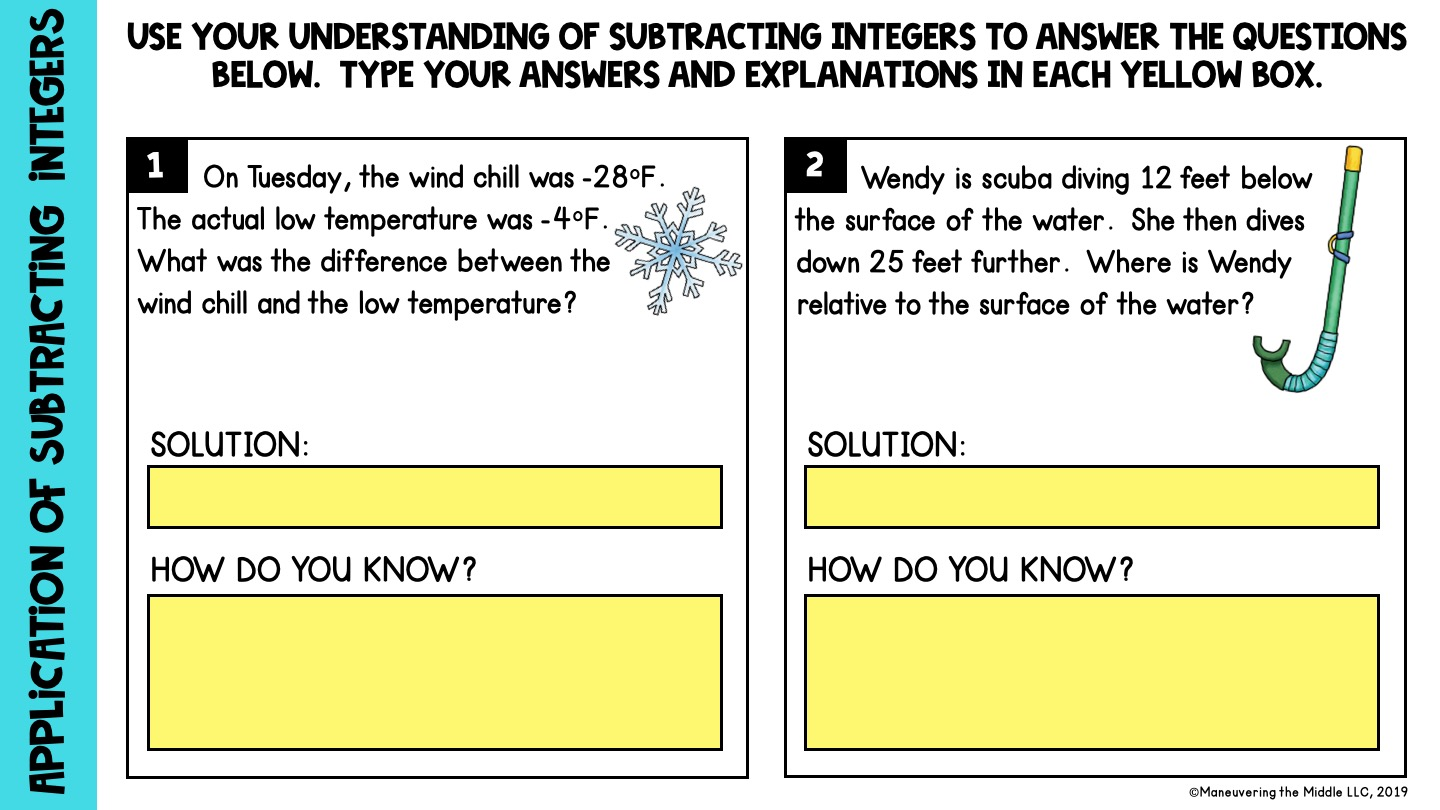 APPLICATION OF SUBTRACTING INTEGERS
USE YOUR UNDERSTANDING OF SUBTRACTING INTEGERS TO ANSWER THE QUESTIONS
BELOW. TYPE YOUR ANSWERS AND EXPLANATIONS IN EACH YELLOW BOX.
1 On Tuesday, the wind chill was -28°F.
The actual low temperature was -4°F.
What was the difference between the
wind chill and the low temperature?
SOLUTION:
HOW DO YOU KNOW?
2 Wendy is scuba diving 12 feet below
the surface of the water. She then dives
down 25 feet further. Where is Wendy
relative to the surface of the water?
SOLUTION:
HOW DO YOU KNOW?
©Maneuvering the Middle LLC, 2019